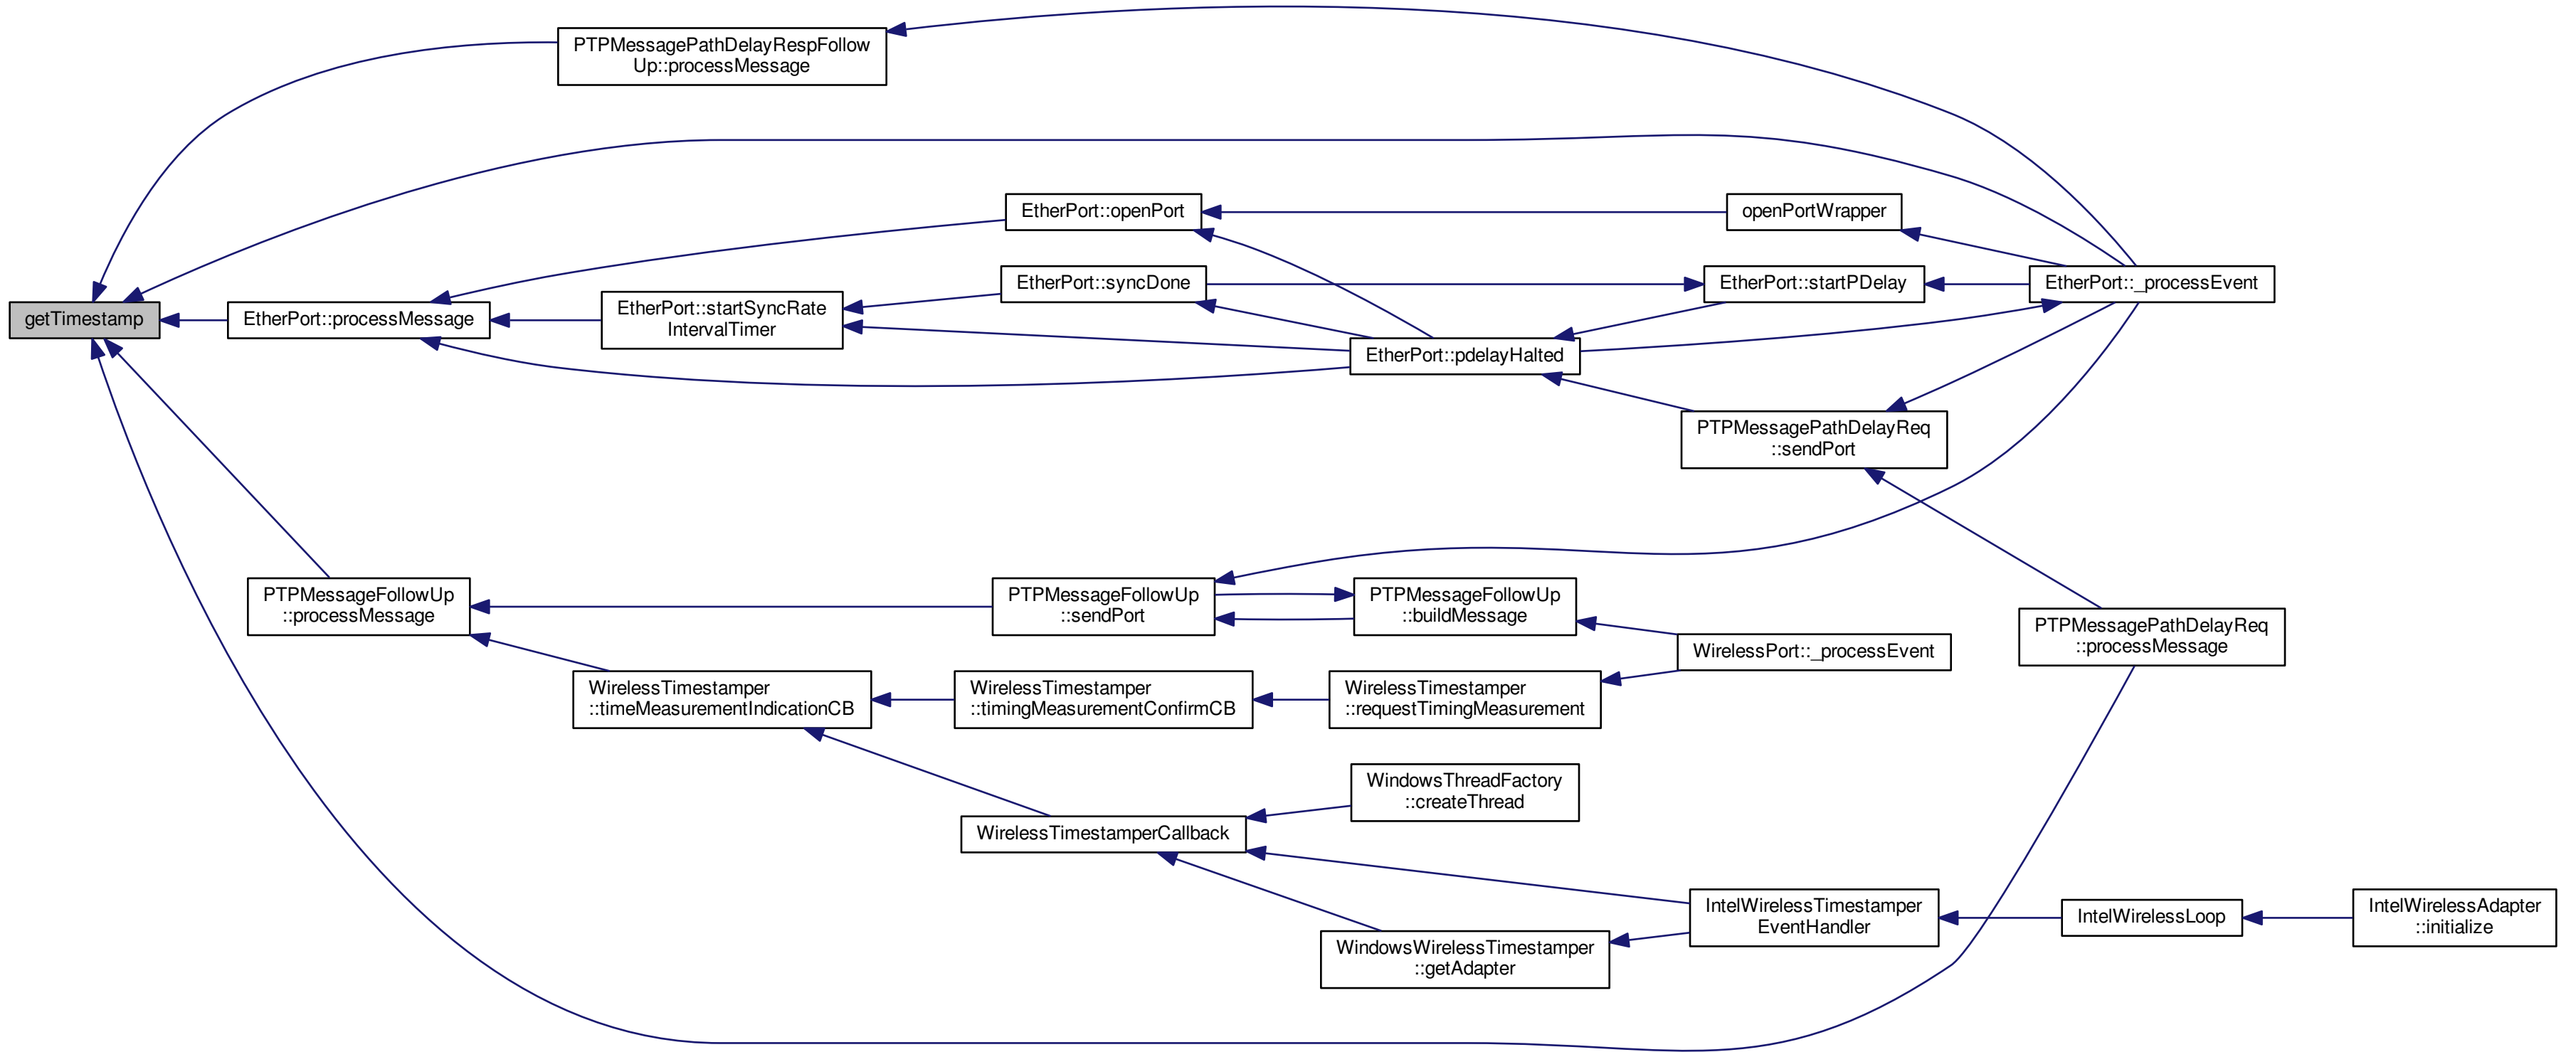 PTPMessagePathDelayRespFollow
Up::processMessage
EtherPort::openPort
openPortWrapper
EtherPort::syncDone
EtherPort::startPDelay
EtherPort::_processEvent
getTimestamp
EtherPort::processMessage
EtherPort::startSyncRate
IntervalTimer
EtherPort::pdelayHalted
PTPMessagePathDelayReq
::sendPort
PTPMessageFollowUp
::processMessage
PTPMessageFollowUp
::sendPort
PTPMessageFollowUp
::buildMessage
WirelessPort::_processEvent
PTPMessagePathDelayReq
::processMessage
WirelessTimestamper
::timeMeasurementIndicationCB
WirelessTimestamper
::timingMeasurementConfirmCB
WirelessTimestamper
::requestTimingMeasurement
WindowsThreadFactory
::createThread
WirelessTimestamperCallback
IntelWirelessTimestamper
EventHandler
IntelWirelessLoop
IntelWirelessAdapter
::initialize
WindowsWirelessTimestamper
::getAdapter